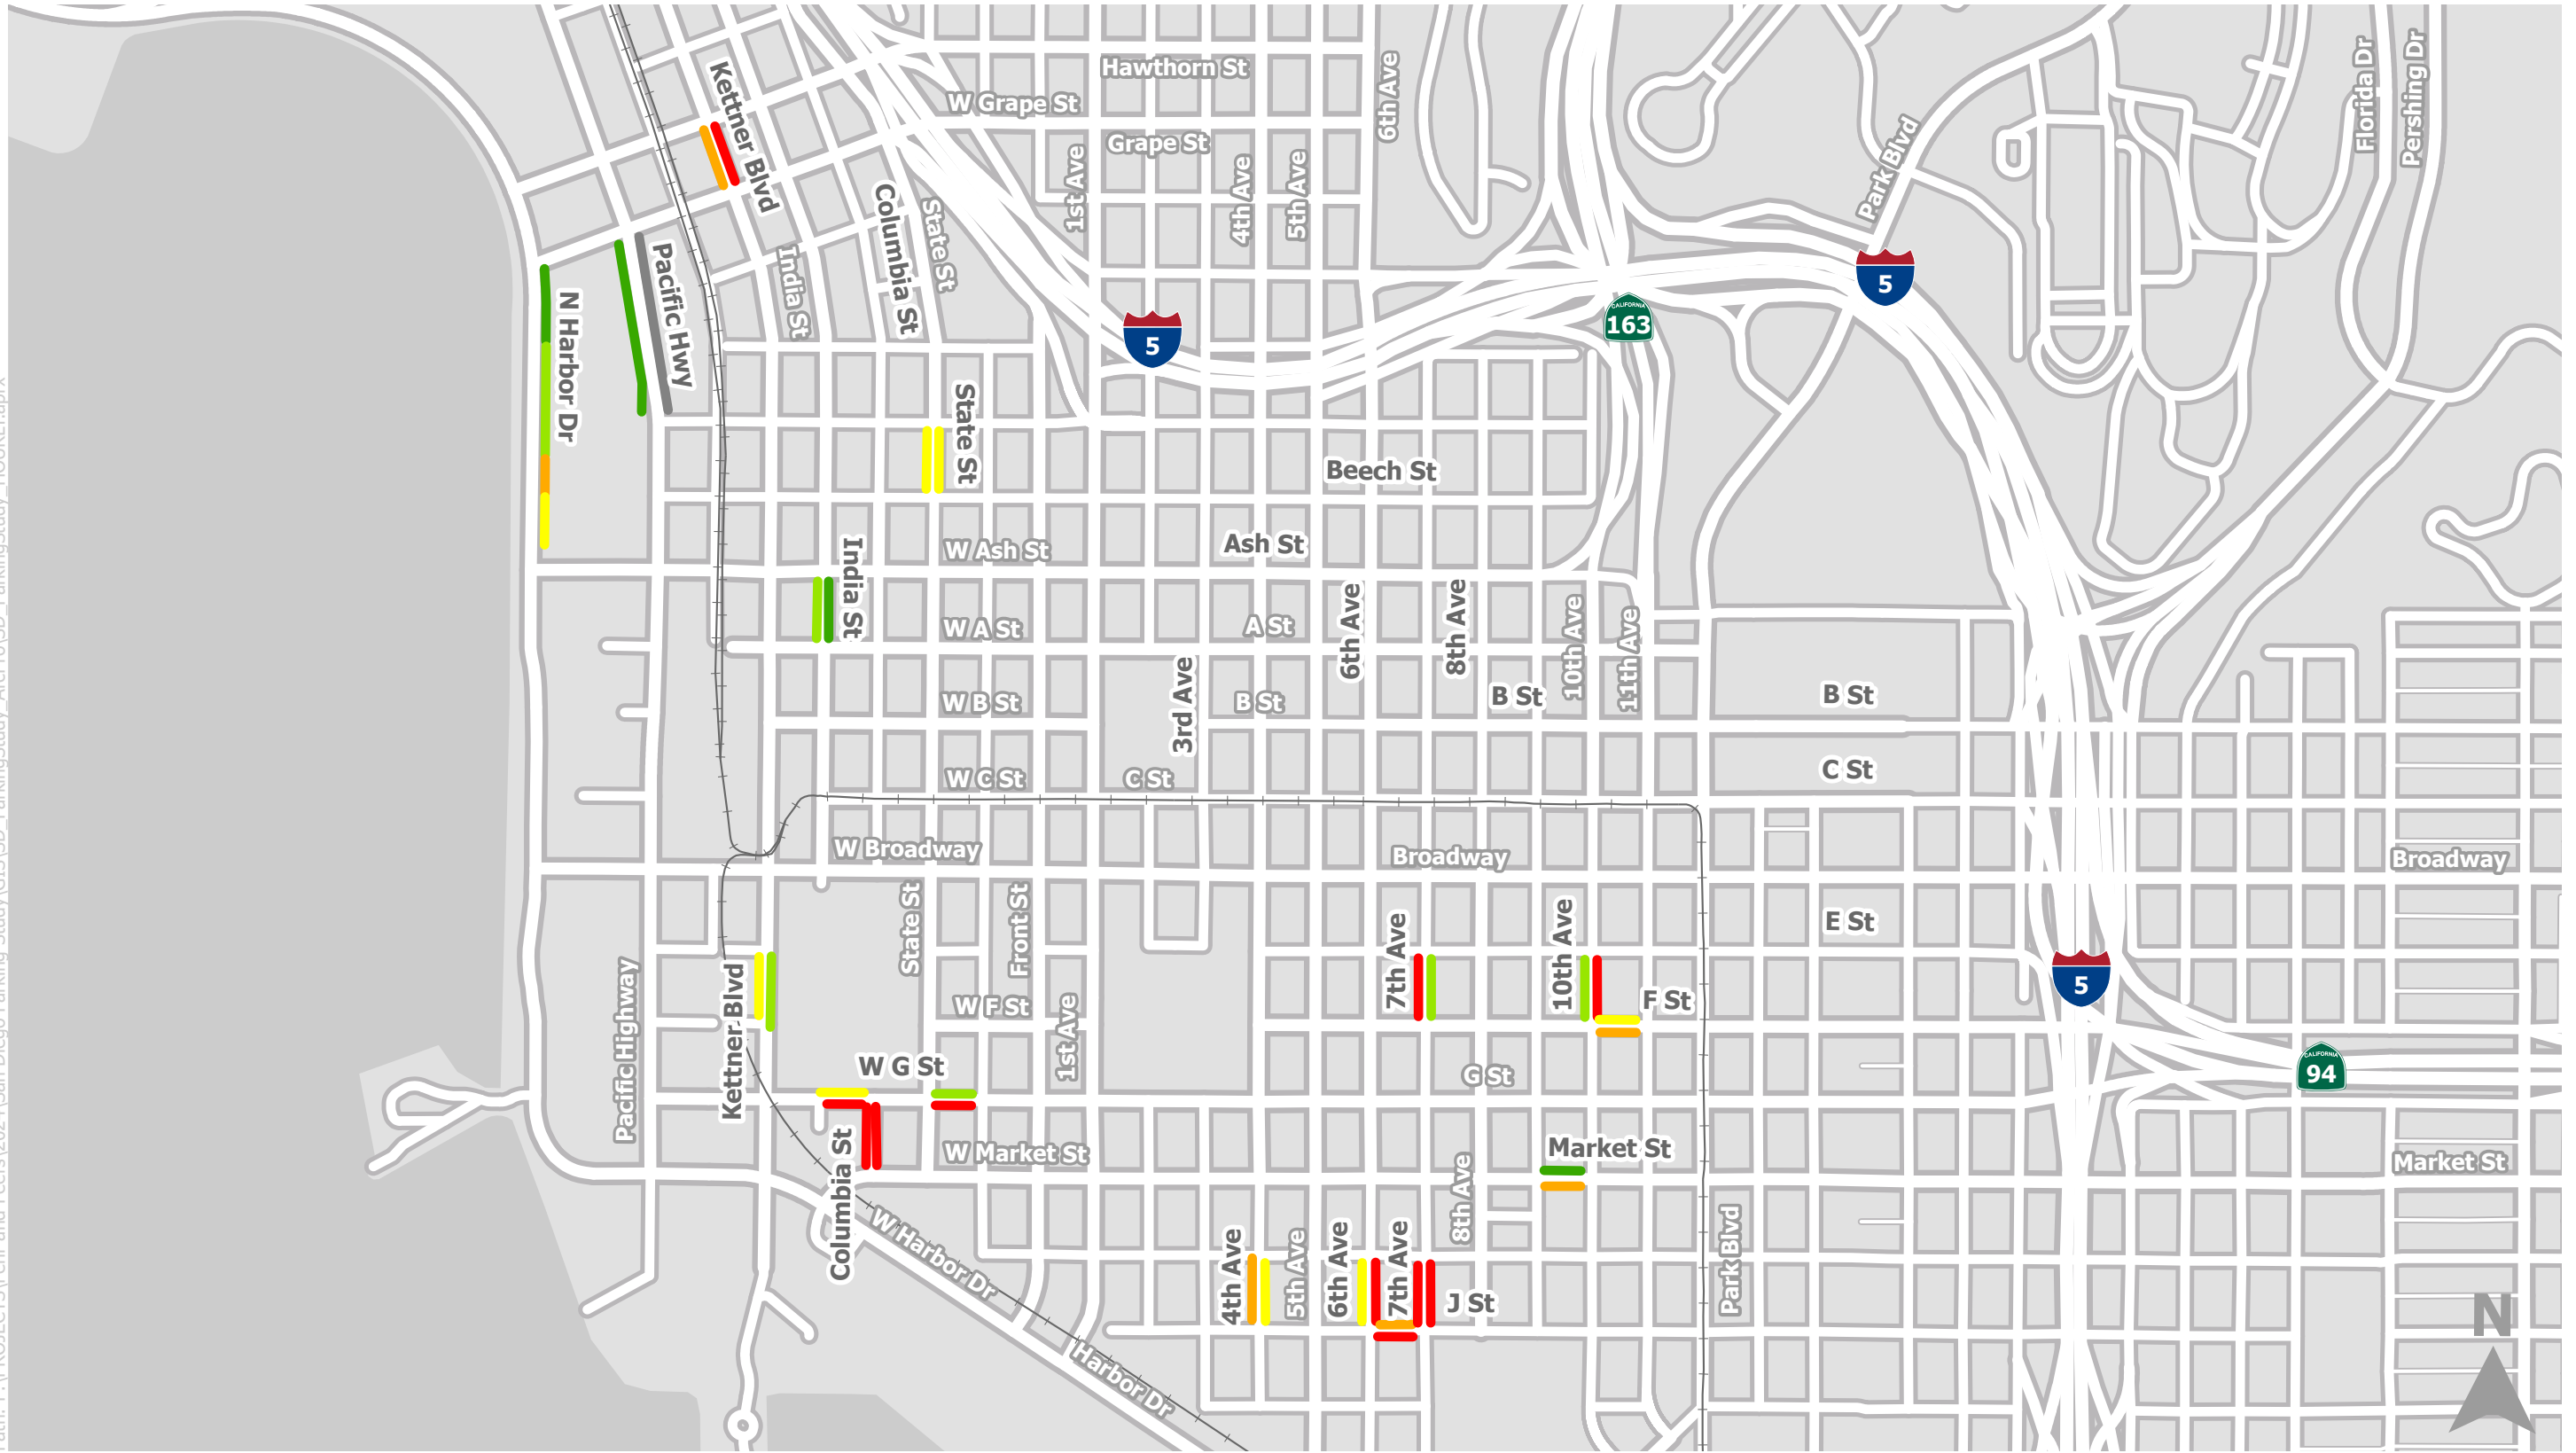 Hawthorn St
W Grape St
Grape St
Kettner Blvd
6th Ave
Florida Dr
Pershing Dr
Park Blvd
1st Ave
4th Ave
5th Ave
Columbia St
State St
India St
Pacific Hwy
N Harbor Dr
5
CALIFORNIA
163
5
State St
Beech St
India St
W Ash St
Ash St
W A St
A St
6th Ave
8th Ave
10th Ave
11th Ave
3rd Ave
W B St
B St
B St
B St
W C St
C St
C St
W Broadway
Broadway
Broadway
State St
Front St
7th Ave
10th Ave
E St
5
Pacific Highway
Kettner Blvd
W F St
1st Ave
F St
W G St
G St
CALIFORNIA
94
Columbia St
W Market St
Market St
Market St
8th Ave
W Harbor Dr
4th Ave
5th Ave
6th Ave
7th Ave
J St
Park Blvd
Harbor Dr
N